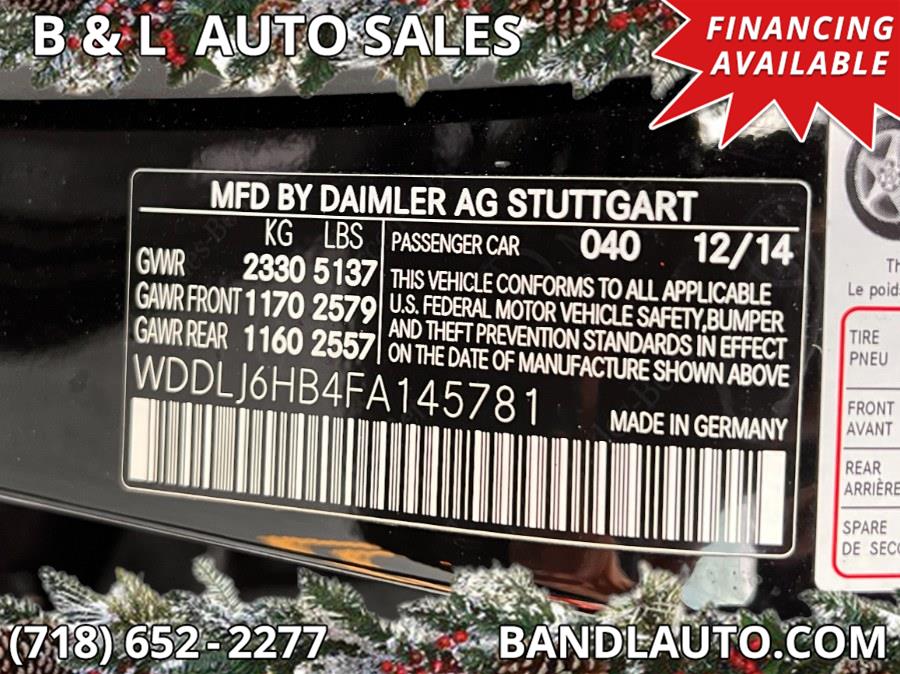 B & L AUTO SALES
FINANCING
AVAILABLE
MFD BY DAIMLER AG STUTTGART
KG LBS
GVWR 2330 5137
GAWR FRONT 1170 2579
GAWR REAR 1160 2557
PASSENGER CAR 040 12/14
THIS VEHICLE CONFORMS TO ALL APPLICABLE
U.S. FEDERAL MOTOR VEHICLE SAFETY,BUMPER
AND THEFT PREVENTION STANDARDS IN EFFECT
ON THE DATE OF MANUFACTURE SHOWN ABOVE
WDDLJ6HB4FA145781
MADE IN GERMANY
Le
TIRE
PNEU
FRONT
AVANT
REAR
ARRIÈRE
SPARE
DE
(718) 652-2277
BANDLAUTO.COM